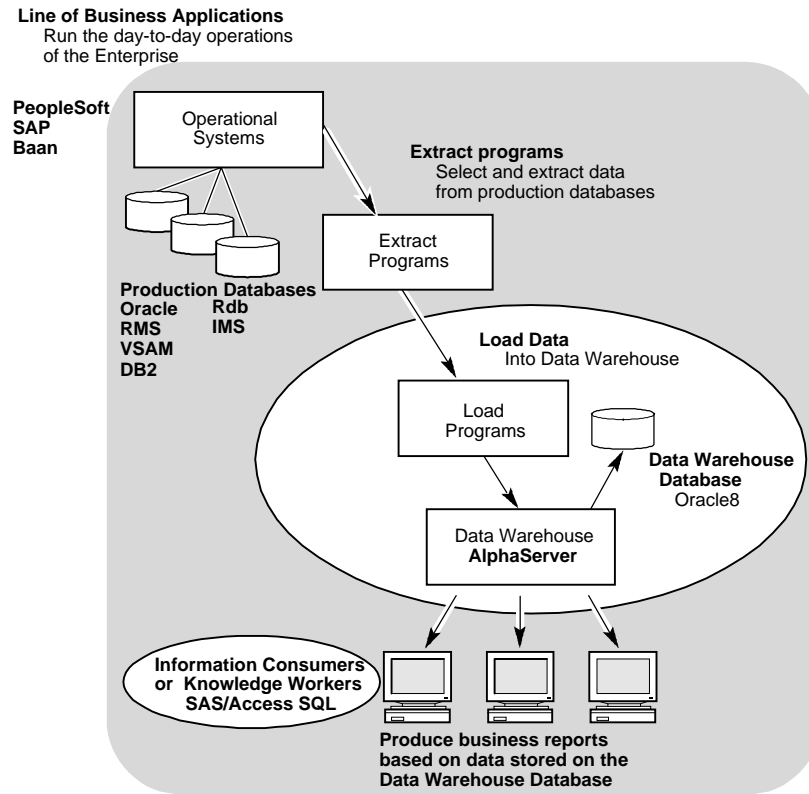 Line of Business Applications
Run the day-to-day operations
of the Enterprise
PeopleSoft
SAP
Baan
Operational
Systems
Extract programs
Select and extract data
from production databases
Extract
Programs
Production Databases
Oracle Rdb
RMS IMS
VSAM
DB2
Load Data
Into Data Warehouse
Load
Programs
Data Warehouse
Database
Oracle8
Data Warehouse
AlphaServer
Information Consumers
or Knowledge Workers
SAS/Access SQL
Produce business reports
based on data stored on the
Data Warehouse Database